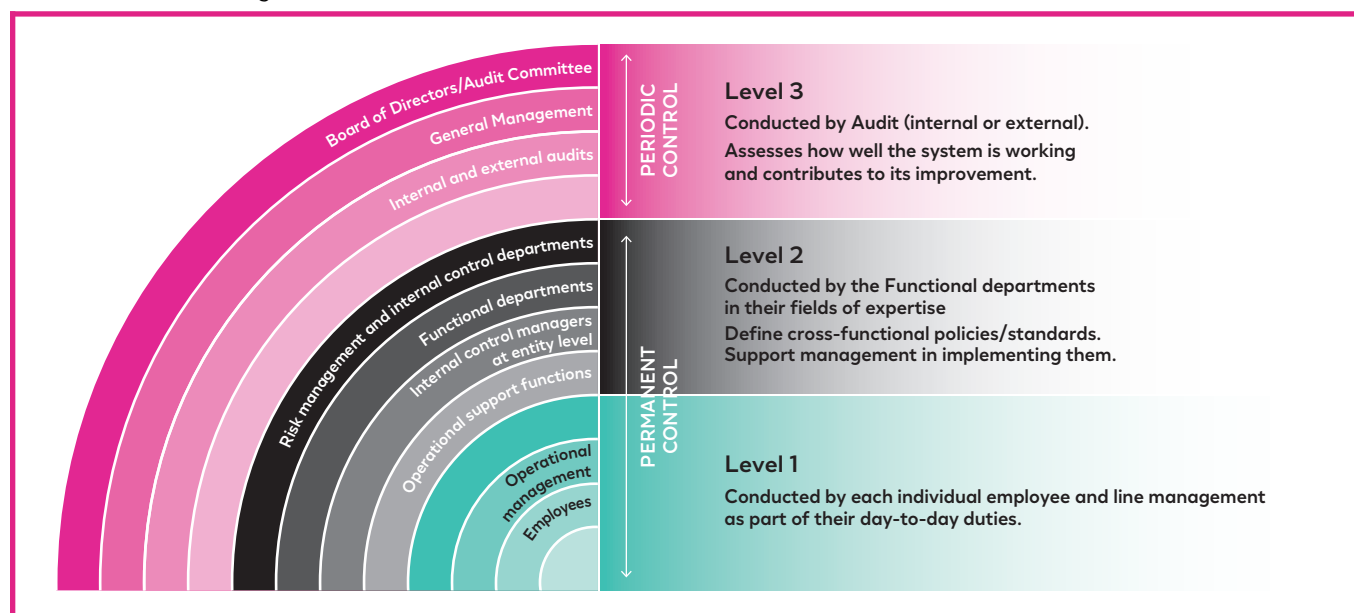 Board of Directors/Audit Committee
General Management
Internal and external audits
Risk management and internal control departments
Functional departments
Internal control managers
at entity level
Operational support functions
Operational
management
Employees
PERIODIC
CONTROL
PERMANENT
CONTROL
Level 3
Conducted by Audit (internal or external).
Assesses how well the system is working
and contributes to its improvement.
Level 2
Conducted by the Functional departments
in their fields of expertise
Define cross-functional policies/standards.
Support management in implementing them.
Level 1
Conducted by each individual employee and line management
as part of their day-to-day duties.